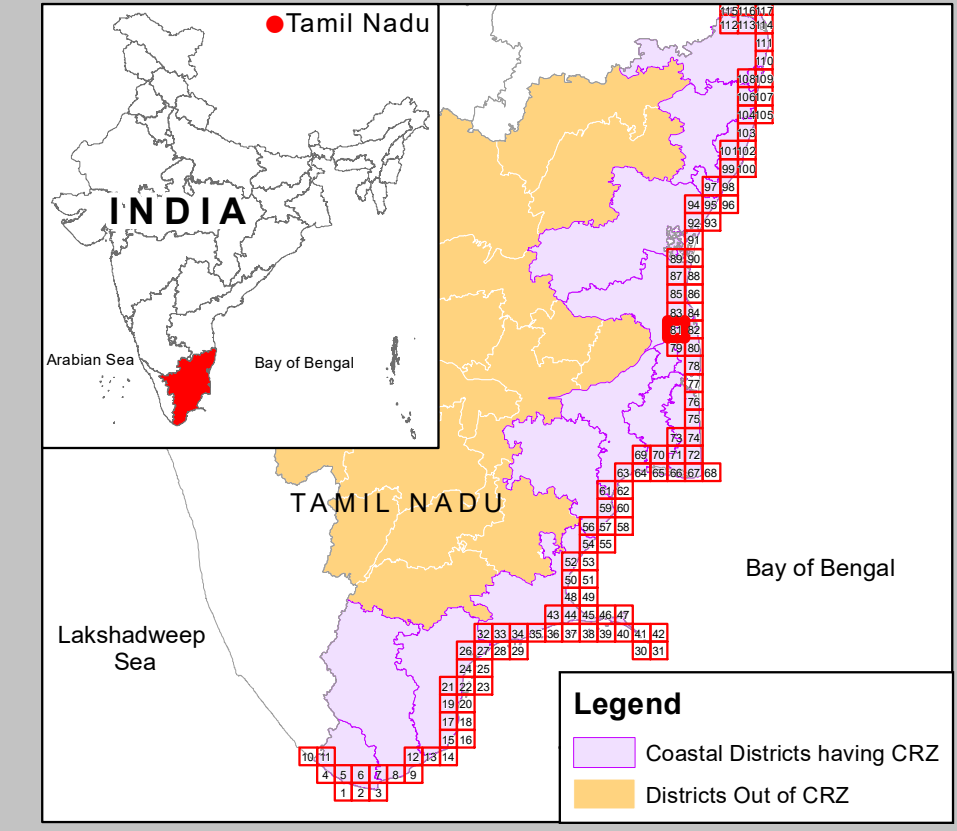 Tamil Nadu
INDIA
Arabian Sea
Bay of Bengal
115 116 117
112 113 114
111
110
108 109
106 107
104 105
103
101 102
99 100
97 98
94 95 96
92 93
91
89 90
87 88
85 86
83 84
81 82
79 80
78
77
76
75
73 74
69 70 71 72
63 64 65 66 67 68
61 62
TAMIL NADU
59 60
56 57 58
54 55
52 53
Bay of Bengal
50 51
48 49
43 44 45 46 47
32 33 34 35 36 37 38 39 40 41 42
Lakshadweep
Sea
26 27 28 29 30 31
24 25
21 22 23
19 20
17 18
15 16
10 11 12 13 14
4 5 6 7 8 9
1 2 3
Legend
Coastal Districts having CRZ
Districts Out of CRZ